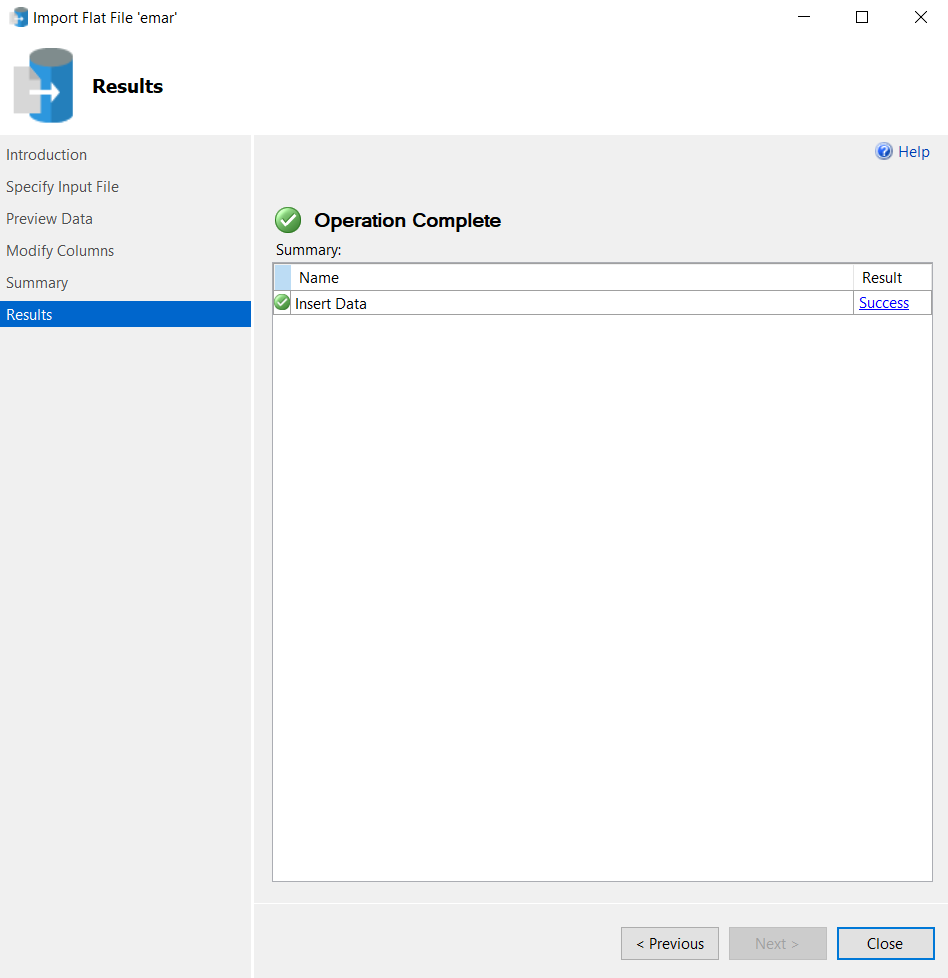 Import Flat File 'emar'
Results
Introduction
Specify Input File
Preview Data
Modify Columns
Summary
Results
Help
Operation Complete
Summary:
Name Result
Insert Data Success
< Previous Next > Close